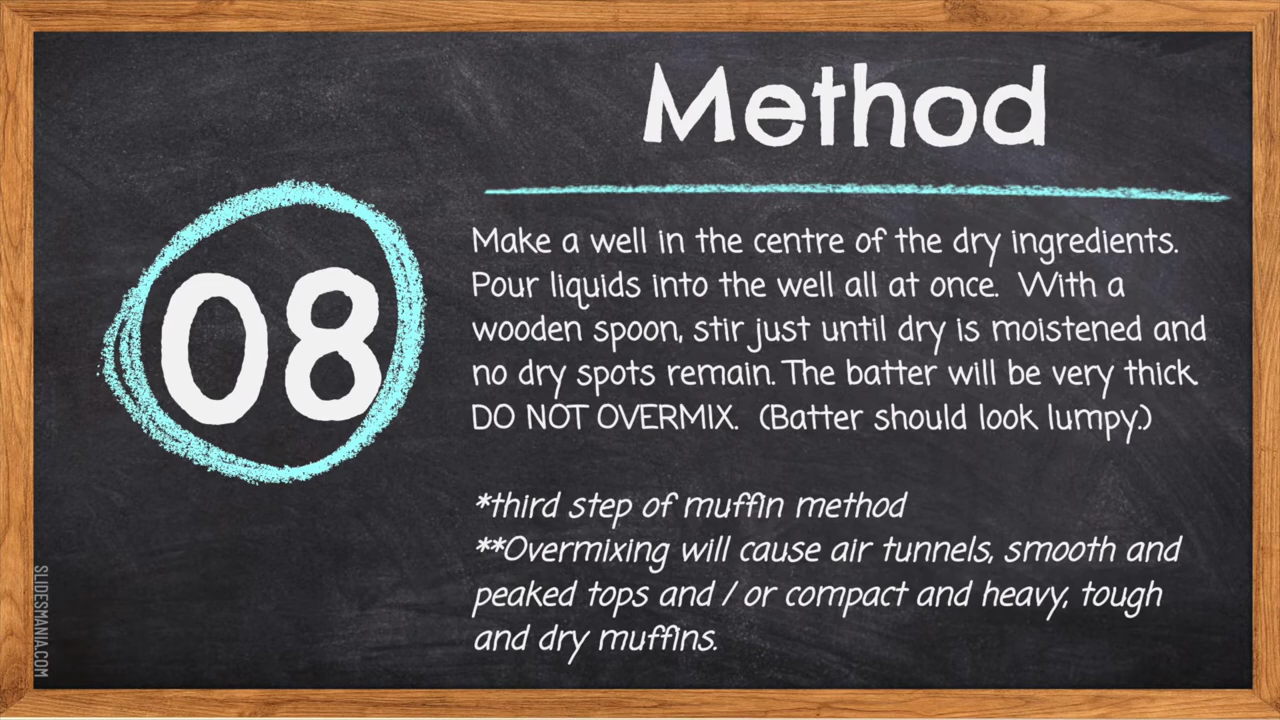 Method
08
Make a well in the centre of the dry ingredients.
Pour liquids into the well all at once. With a
wooden spoon, stir just until dry is moistened and
no dry spots remain. The batter will be very thick.
DO NOT OVERMIX. (Batter should look lumpy.)
*third step of muffin method
**Overmixing will cause air tunnels, smooth and
peaked tops and / or compact and heavy, tough
and dry muffins.
SLIDESMANIA.COM